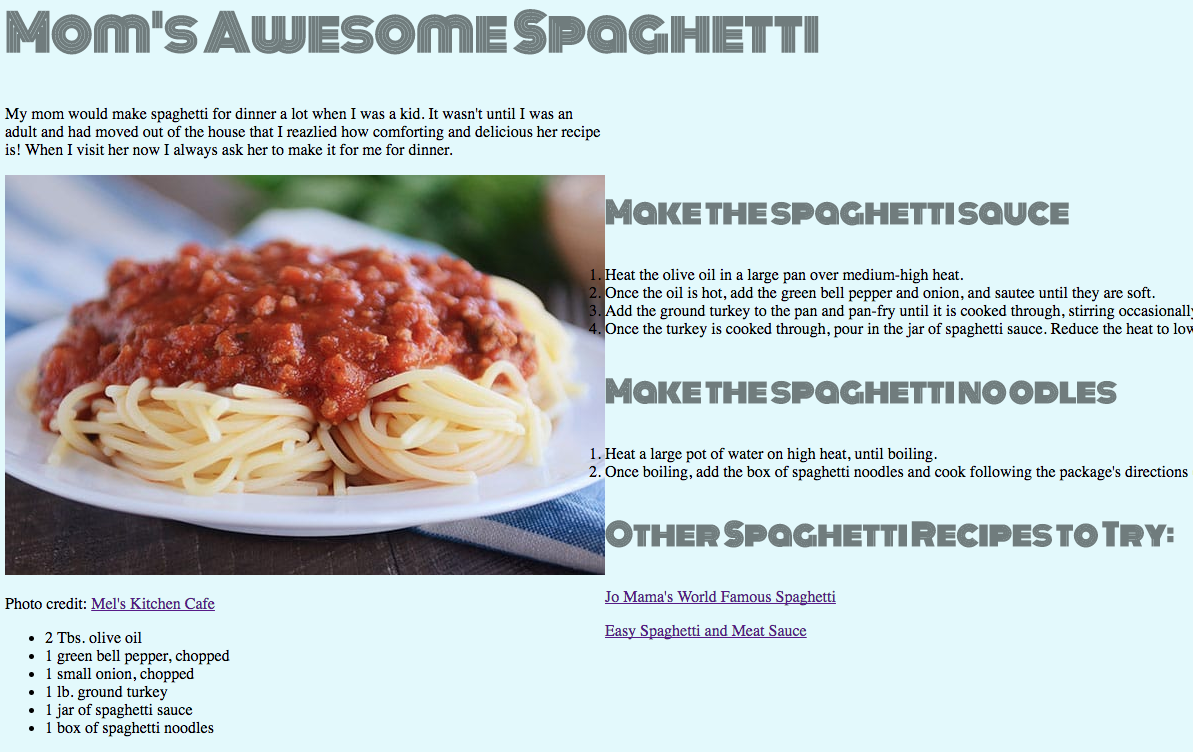 Mom's Awesome Spaghetti
My mom would make spaghetti for dinner a lot when I was a kid. It wasn't until I was an
adult and had moved out of the house that I reazlied how comforting and delicious her recipe
is! When I visit her now I always ask her to make it for me for dinner.
Photo credit: Mel's Kitchen Cafe
• 2 Tbs. olive oil
• 1 green bell pepper, chopped
• 1 small onion, chopped
• 1 lb. ground turkey
• 1 jar of spaghetti sauce
• 1 box of spaghetti noodles
Make the spaghetti sauce
1. Heat the olive oil in a large pan over medium-high heat.
2. Once the oil is hot, add the green bell pepper and onion, and sautee until they are soft.
3. Add the ground turkey to the pan and pan-fry until it is cooked through, stirring occasionally
4. Once the turkey is cooked through, pour in the jar of spaghetti sauce. Reduce the heat to low
Make the spaghetti noodles
1. Heat a large pot of water on high heat, until boiling.
2. Once boiling, add the box of spaghetti noodles and cook following the package's directions
Other Spaghetti Recipes to Try:
Jo Mama's World Famous Spaghetti
Easy Spaghetti and Meat Sauce